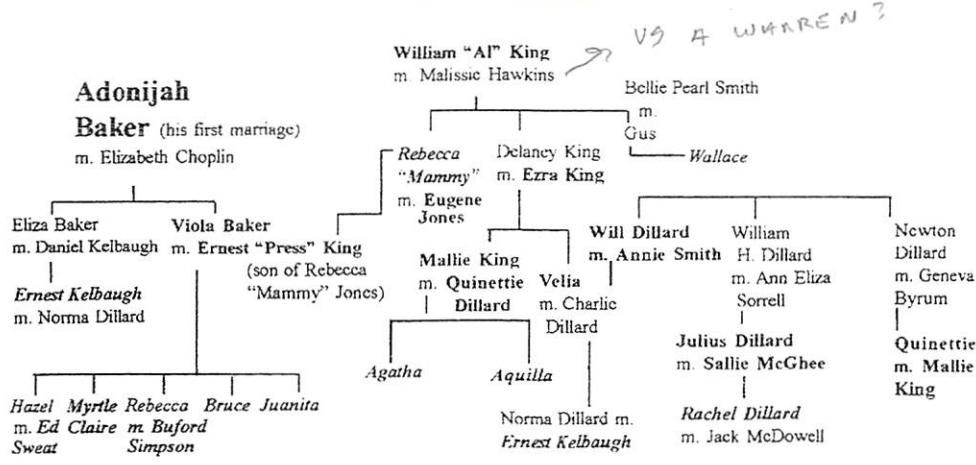 VS A WARREN?
William "Al" King
m. Malissie Hawkins
Adonijah
Baker (his first marriage)
m. Elizabeth Choplin
Bellie Pearl Smith
m.
Gus
Wallace
Rebecca
"Mammy"
m. Eugene
Jones
Delaney King
m. Ezra King
Eliza Baker
m. Daniel Kelbaugh
Ernest Kelbaugh
m. Norma Dillard
Viola Baker
m. Ernest "Press" King
(son of Rebecca
"Mammy" Jones)
Mallie King
m. Quinettie
Dillard
Velia
m. Charlie
Dillard
Will Dillard
m. Annie Smith
William
H. Dillard
m. Ann Eliza
Sorrell
Newton
Dillard
m. Geneva
Byrum
Agatha
Aquilla
Julius Dillard
m. Sallie McGhee
Quinettie
m. Mallie
King
Hazel
m. Ed
Sweat
Myrtle
Claire
Rebecca
m. Buford
Simpson
Bruce
Juanita
Norma Dillard m.
Ernest Kelbaugh
Rachel Dillard
m. Jack McDowell